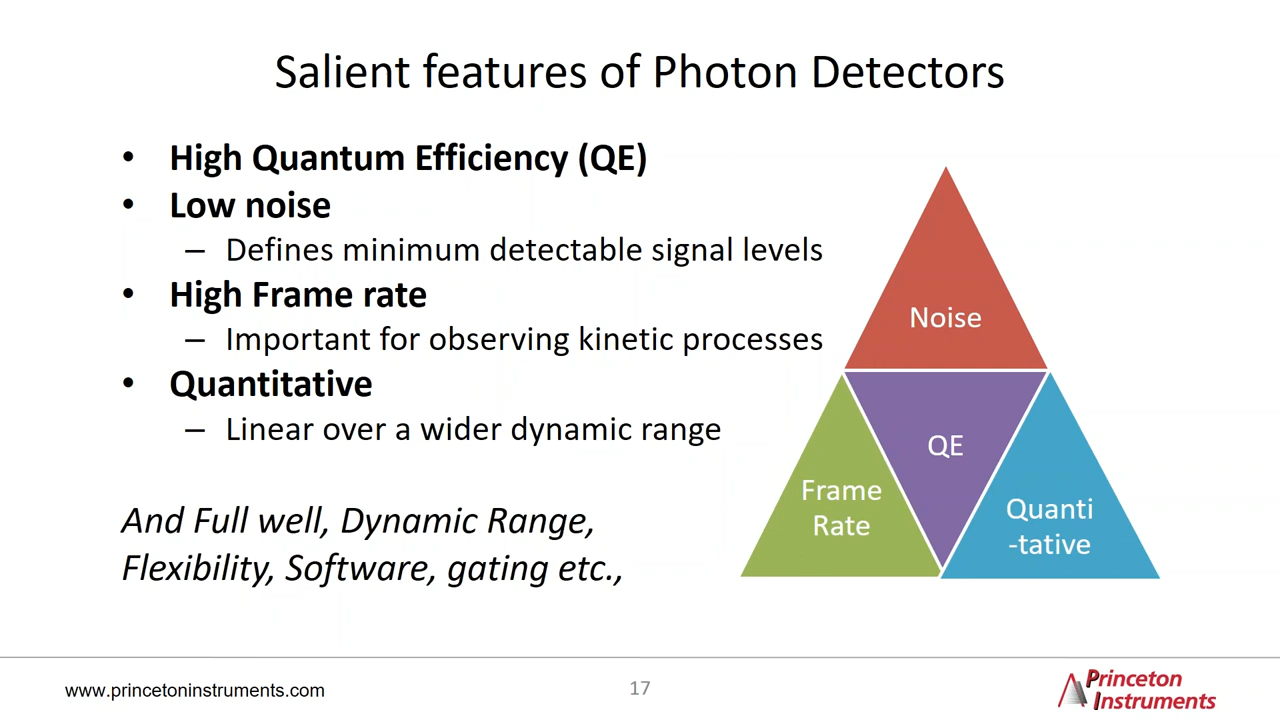 Salient features of Photon Detectors
• High Quantum Efficiency (QE)
• Low noise
– Defines minimum detectable signal levels
• High Frame rate
– Important for observing kinetic processes
• Quantitative
– Linear over a wider dynamic range
And Full well, Dynamic Range,
Flexibility, Software, gating etc.,
Noise
QE
Frame
Rate
Quanti
-tative
www.princetoninstruments.com
17
Princeton
Instruments